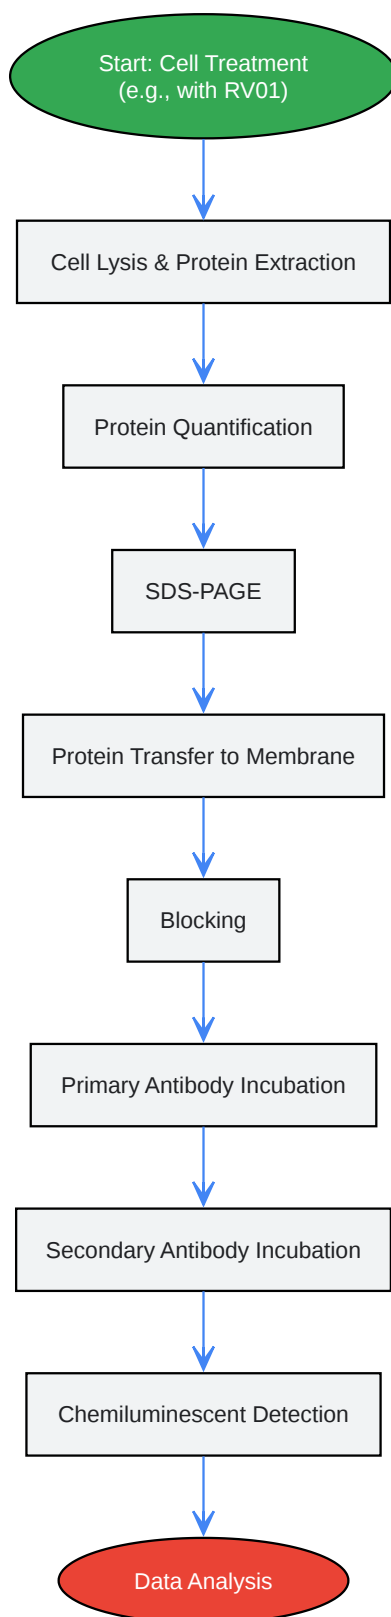 Start: Cell Treatment
(e.g., with RV01)
Cell Lysis & Protein Extraction
Protein Quantification
SDS-PAGE
Protein Transfer to Membrane
Blocking
Primary Antibody Incubation
Secondary Antibody Incubation
Chemiluminescent Detection
Data Analysis